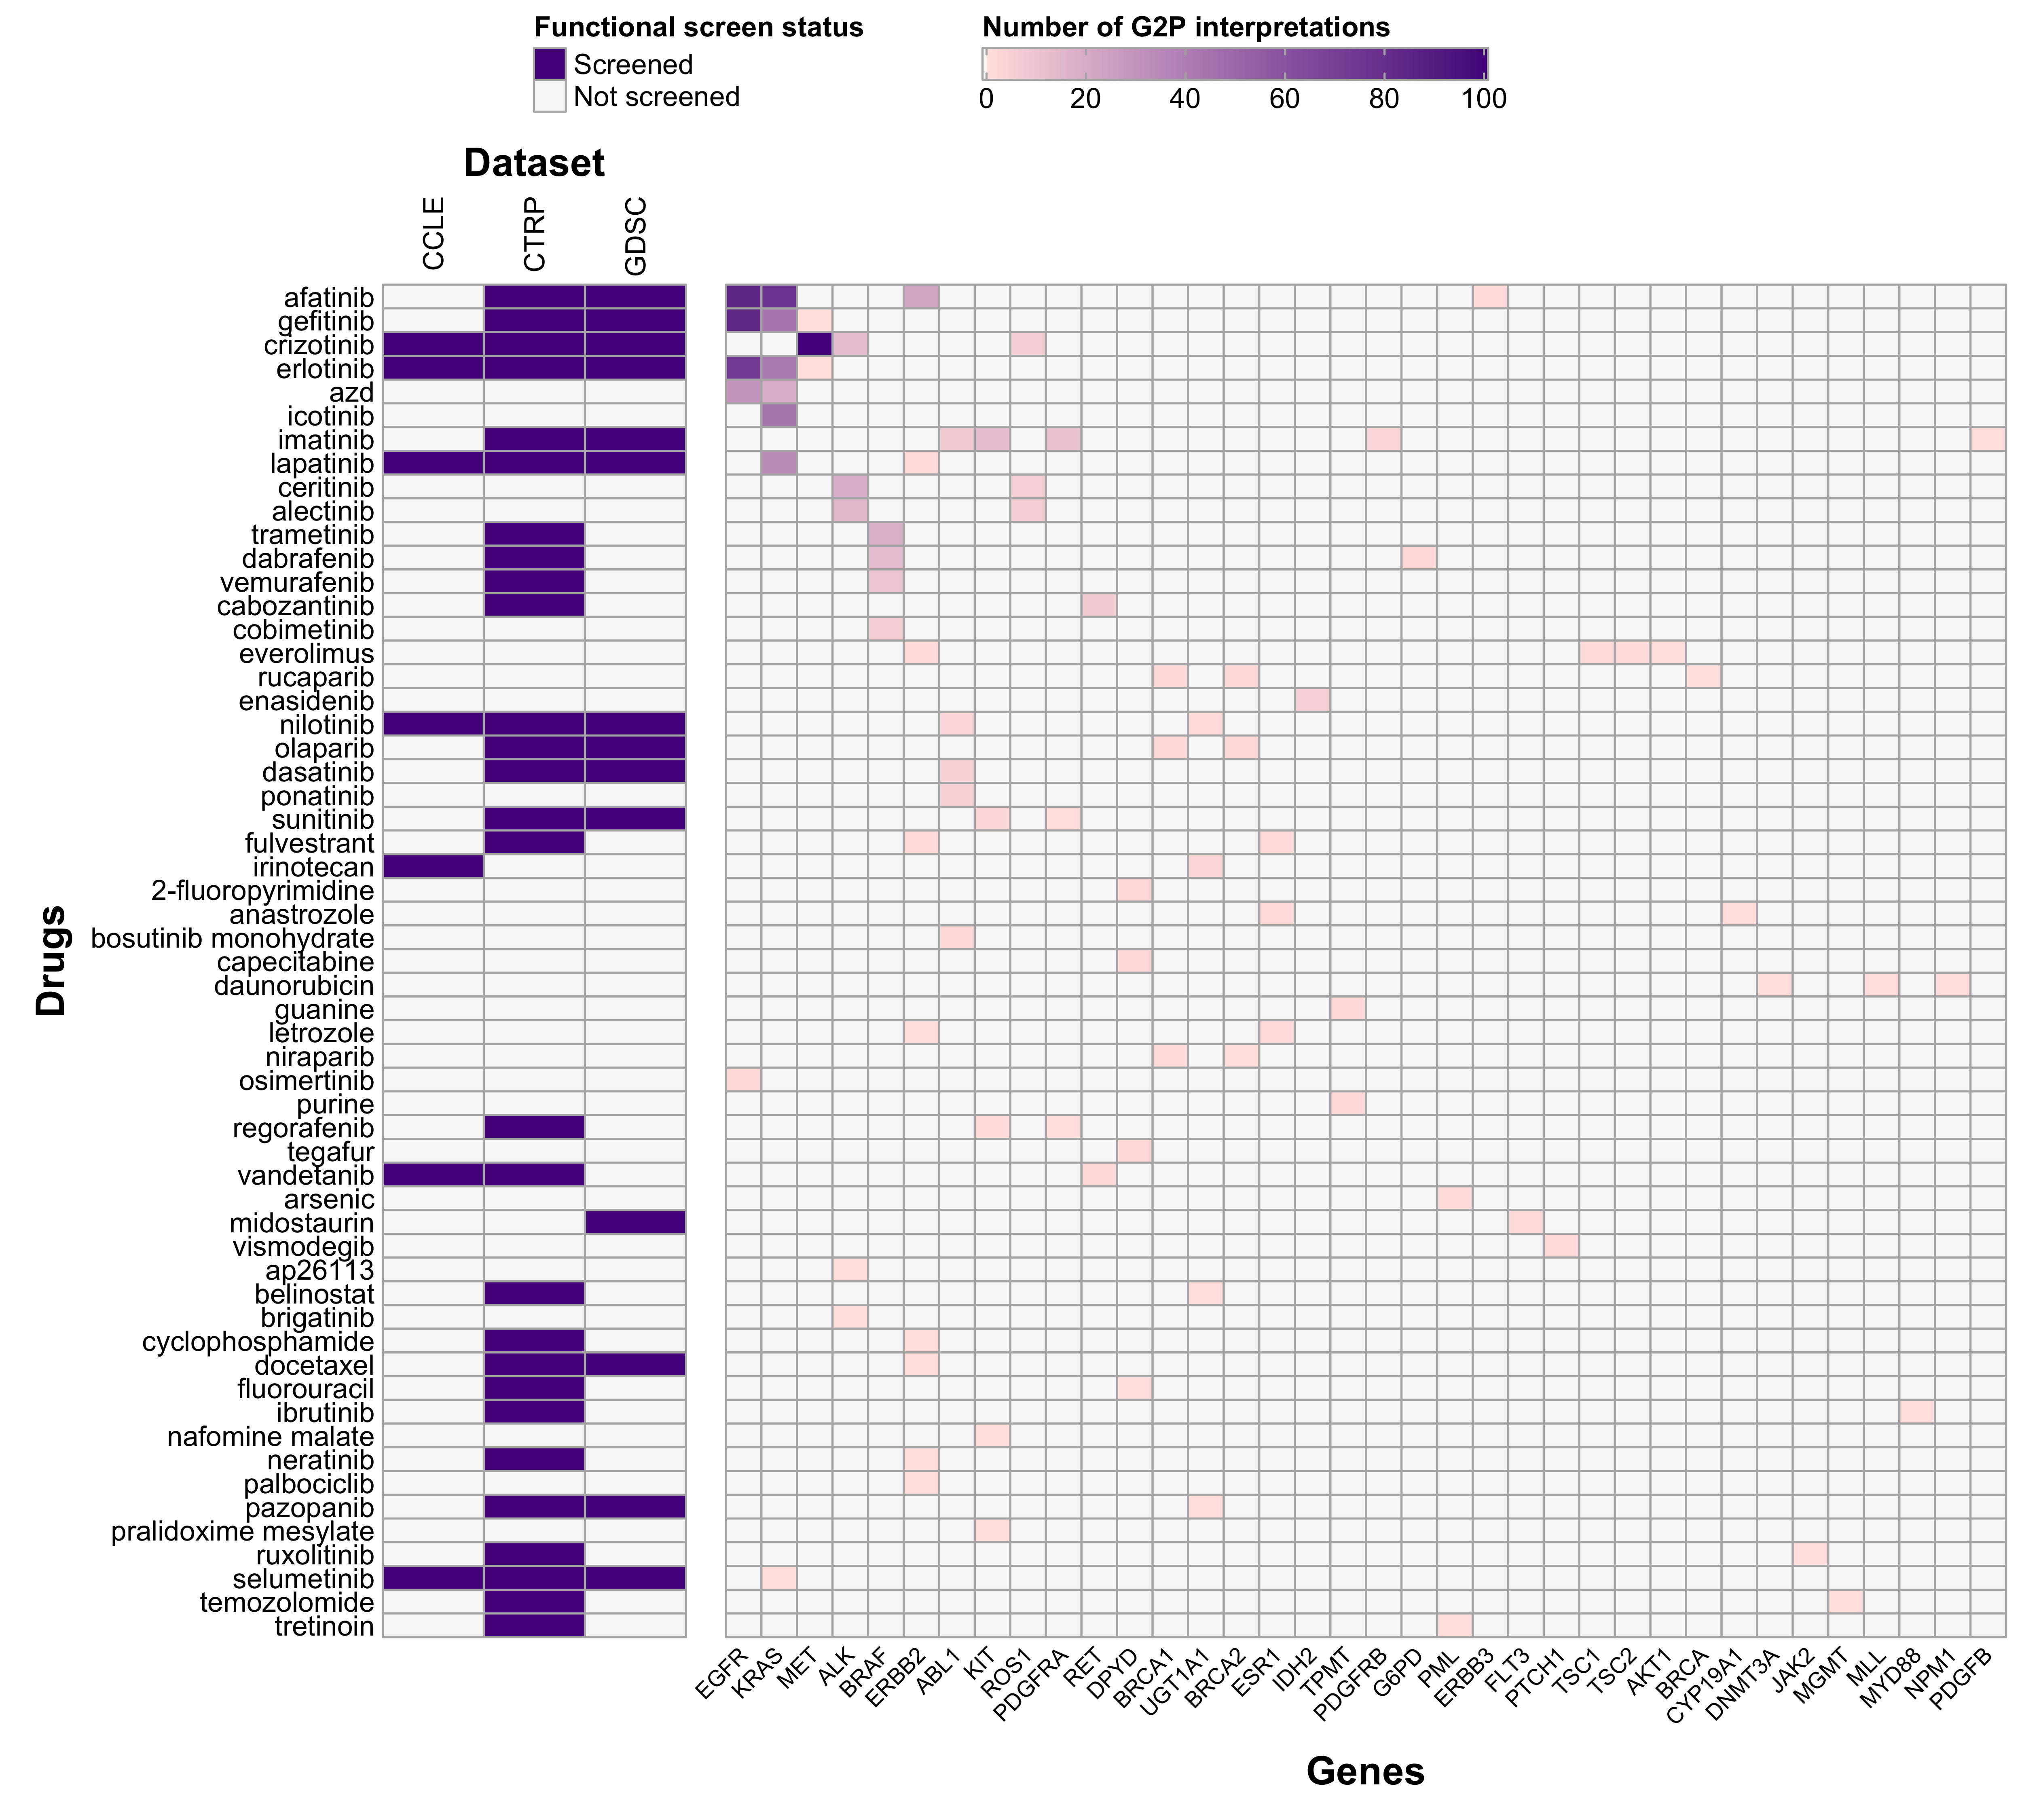 Functional screen status
Screened
Not screened
Number of G2P interpretations
0 20 40 60 80 100
Dataset
CCLE CTRP GDSC
Drugs
afatinib
gefitinib
crizotinib
erlotinib
azd
icotinib
imatinib
lapatinib
ceritinib
alectinib
trametinib
dabrafenib
vemurafenib
cabozantinib
cobimetinib
everolimus
rucaparib
enasidenib
nilotinib
olaparib
dasatinib
ponatinib
sunitinib
fulvestrant
irinotecan
2-fluoropyrimidine
anastrozole
bosutinib monohydrate
capecitabine
daunorubicin
guanine
letrozole
niraparib
osimertinib
purine
regorafenib
tegafur
vandetanib
arsenic
midostaurin
vismodegib
ap26113
belinostat
brigatinib
cyclophosphamide
docetaxel
fluorouracil
ibrutinib
nafomine malate
neratinib
palbociclib
pazopanib
pralidoxime mesylate
ruxolitinib
selumetinib
temozolomide
tretinoin
EGFR KRAS MET ALK BRAF ERBB2 ABL1 KIT ROS1 PDGFRA RET DPYD BRCA1 UGT1A1 BRCA2 ESR1 IDH2 TPMT PDGFRB G6PD PML ERBB3 FLT3 PTCH1 TSC1 TSC2 AKT1 BRCA CYP19A1 DNMT3A JAK2 MGMT MLL MYD88 NPM1 PDGFB
Genes